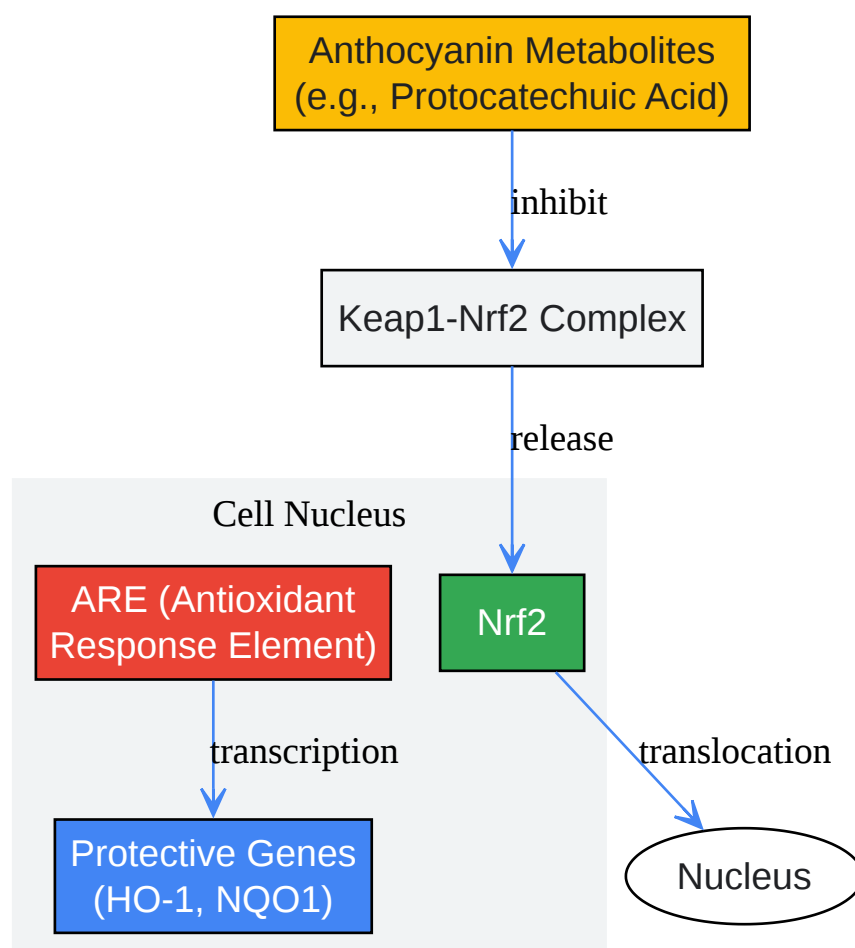 Anthocyanin Metabolites
(e.g., Protocatechuic Acid)
inhibit
Keap1-Nrf2 Complex
release
Cell Nucleus
ARE (Antioxidant
Response Element)
Nrf2
transcription
translocation
Protective Genes
(HO-1, NQO1)
Nucleus